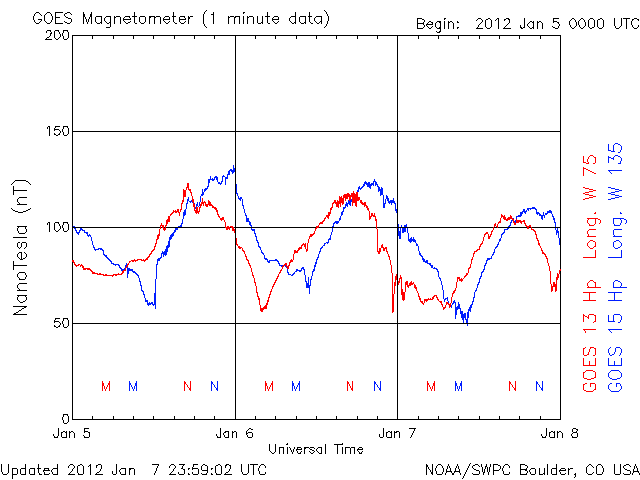 GOES Magnetometer (1 minute data)
Begin: 2012 Jan 5 0000 UTC
200
150
100
50
0
NanoTesla (nT)
M M N N M M N N M M N N
Jan 5 Jan 6 Jan 7 Jan 8
Universal Time
GOES 13 Hp Long. W 75
GOES 15 Hp Long. W 135
Updated 2012 Jan 7 23:59:02 UTC
NOAA/SWPC Boulder, CO USA